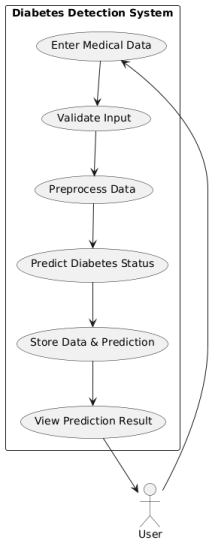 Diabetes Detection System
Enter Medical Data
Validate Input
Preprocess Data
Predict Diabetes Status
Store Data & Prediction
View Prediction Result
User